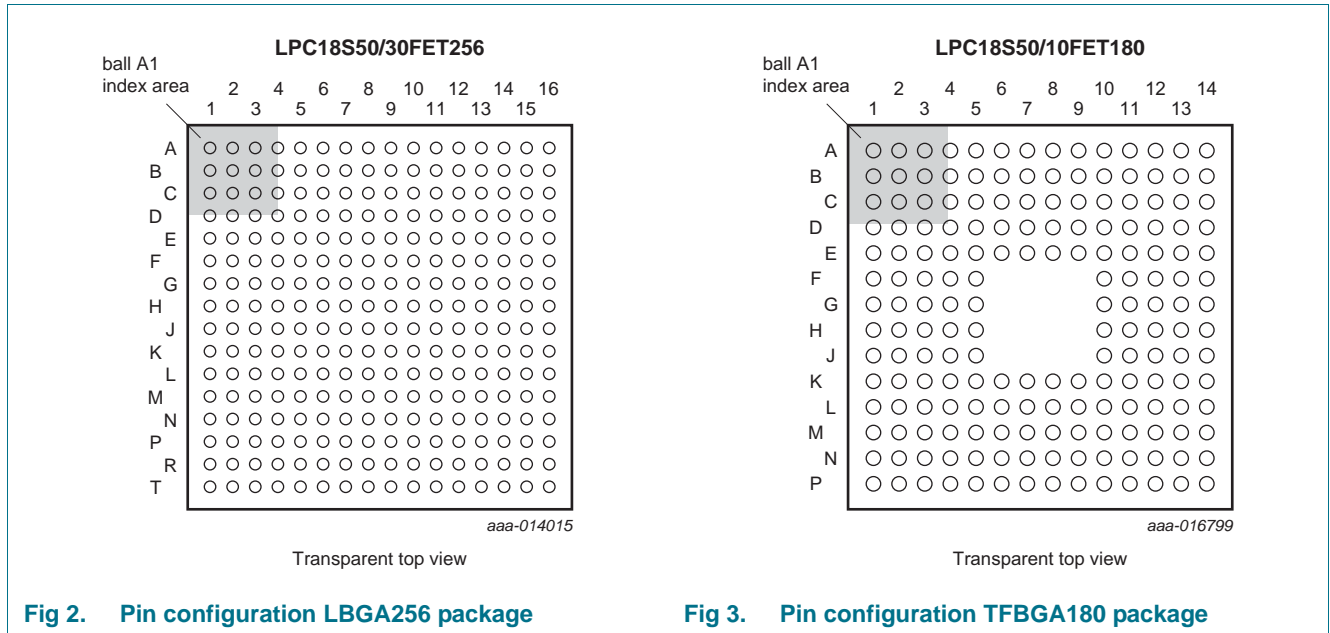 LPC18S50/30FET256
ball A1
index area
2 4 6 8 10 12 14 16
1 3 5 7 9 11 13 15
A
B
C
D
E
F
G
H
J
K
L
M
N
P
R
T
aaa-014015
Transparent top view
Fig 2. Pin configuration LBGA256 package
LPC18S50/10FET180
ball A1
index area
2 4 6 8 10 12 14
1 3 5 7 9 11 13
A
B
C
D
E
F
G
H
J
K
L
M
N
P
aaa-016799
Transparent top view
Fig 3. Pin configuration TFBGA180 package